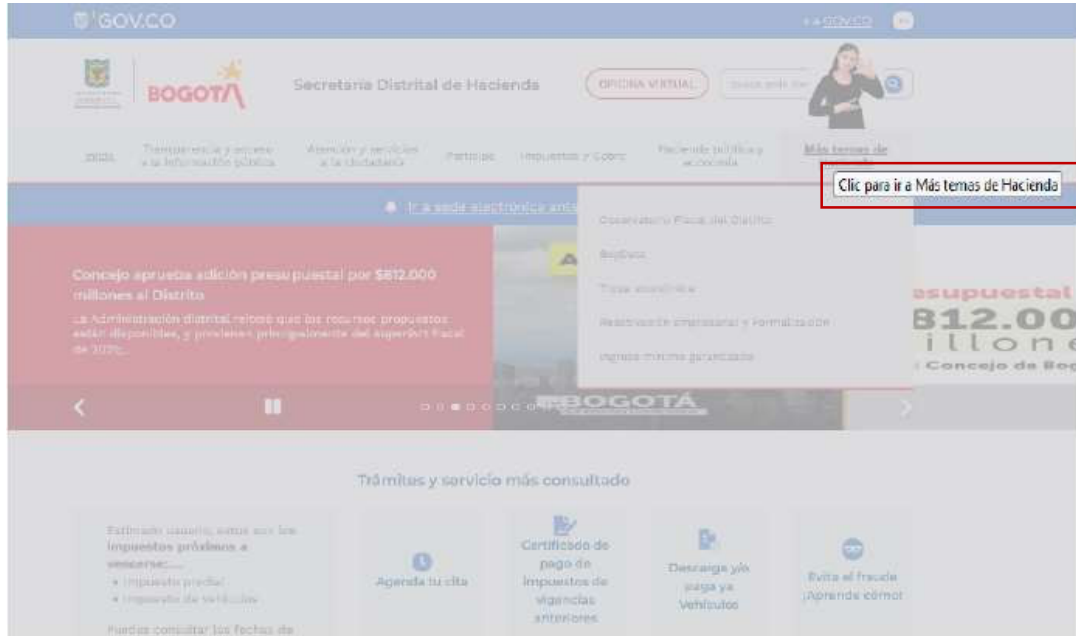 GOV.CO
Ir a GOV.CO
BOGOTÁ
Secretaría Distrital de Hacienda
OFICINA VIRTUAL
Inicio
Transparencia y acceso
a la información pública
Atención y servicios
a la ciudadanía
Participa
Impuestos y Cobro
Hacienda pública y
economía
Más temas de
Clic para ir a Más temas de Hacienda
Ir a sede electrónica
Observatorio Fiscal del Distrito
BogData
Reactivación empresarial y Formalización
Ingreso mínimo garantizado
Concejo aprueba adición presupuestal por $812.000
millones al Distrito
La Administración distrital reiteró que los recursos propuestos
están disponibles, y provienen principalmente del superávit fiscal
esupuestal
812.00
illone
Concejo de Bog
BOGOTÁ
Trámites y servicio más consultado
Estimado usuario, estos son los
impuestos próximos a
vencerse:
• Impuesto predial
• Impuesto de vehículos
Puedes consultar las fechas de
Agenda tu cita
Certificado de
pago de
impuestos de
vigencias
anteriores
Descarga y/o
paga ya
Vehículos
Evita el fraude
¡Aprende cómo!